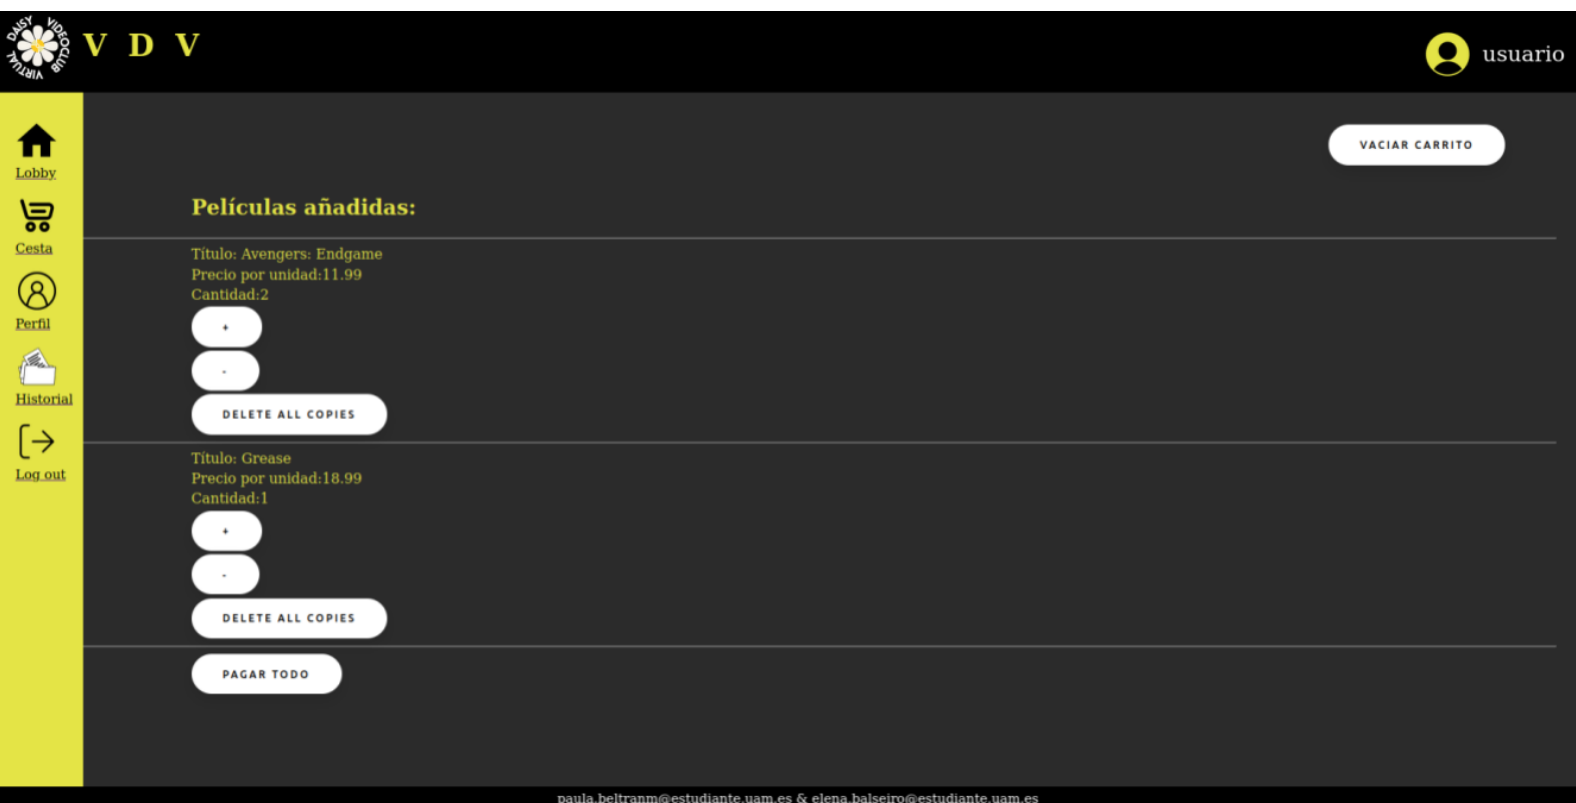 DAISY VIDEOCLUB VIRTUAL
V D V
usuario
Lobby
Cesta
Perfil
Historial
Log out
VACIAR CARRITO
Películas añadidas:
Título: Avengers: Endgame
Precio por unidad:11.99
Cantidad:2
+
-
DELETE ALL COPIES
Título: Grease
Precio por unidad:18.99
Cantidad:1
+
-
DELETE ALL COPIES
PAGAR TODO
paula.beltranm@estudiante.uam.es & elena.balseiro@estudiante.uam.es